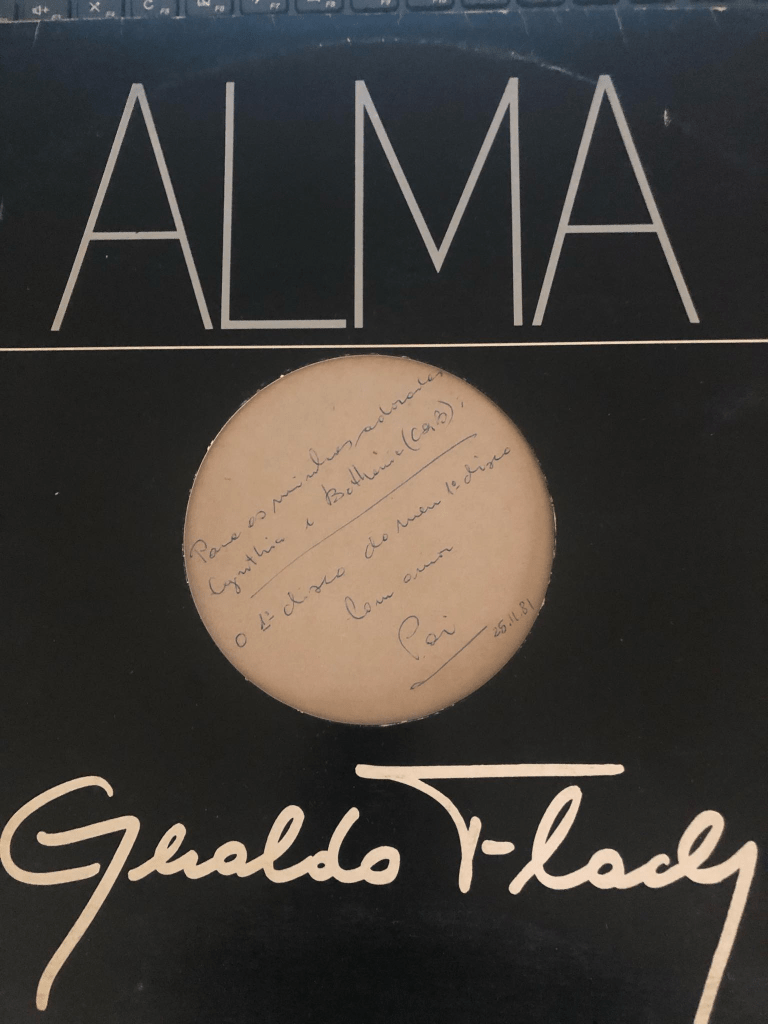 ALMA
Para as minhas adoradas
Cynthia e Bethânia
O 1º disco do meu 1º disco
Com amor
Pai
25.11.81
Geraldo Flach